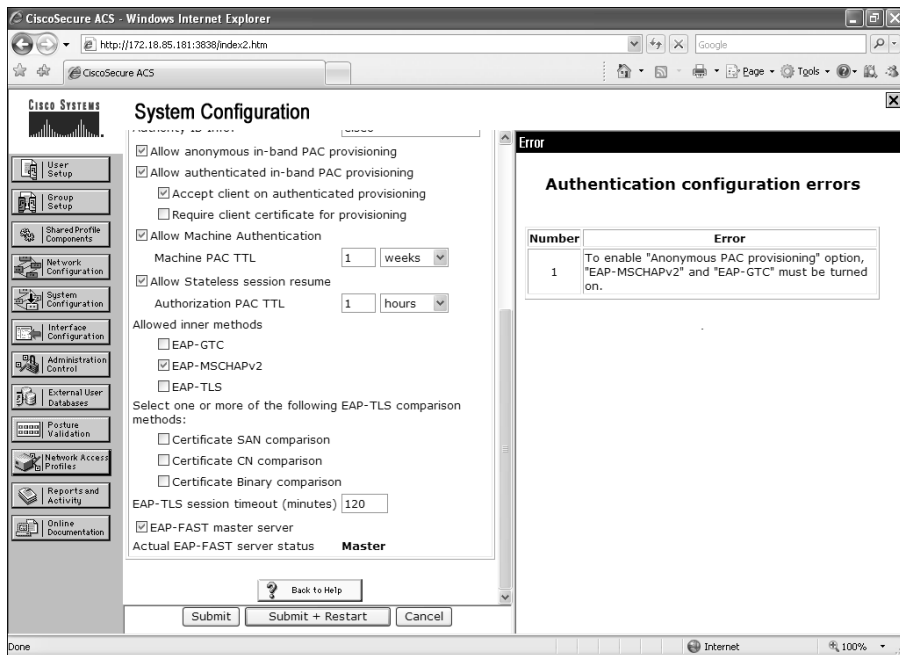 CiscoSecure ACS - Windows Internet Explorer
http://172.18.85.181:3838/index2.htm
Google
CiscoSecure ACS
Page
Tools
CISCO SYSTEMS
System Configuration
User Setup
Group Setup
Shared Profile Components
Network Configuration
System Configuration
Interface Configuration
Administration Control
External User Databases
Posture Validation
Network Access Profiles
Reports and Activity
Online Documentation
Authority ID Info: cisco
Allow anonymous in-band PAC provisioning
Allow authenticated in-band PAC provisioning
Accept client on authenticated provisioning
Require client certificate for provisioning
Allow Machine Authentication
Machine PAC TTL 1 weeks
Allow Stateless session resume
Authorization PAC TTL 1 hours
Allowed inner methods
EAP-GTC
EAP-MSCHAPv2
EAP-TLS
Select one or more of the following EAP-TLS comparison
methods:
Certificate SAN comparison
Certificate CN comparison
Certificate Binary comparison
EAP-TLS session timeout (minutes) 120
EAP-FAST master server
Actual EAP-FAST server status Master
? Back to Help
Submit Submit + Restart Cancel
Error
Authentication configuration errors
Number Error
1 To enable "Anonymous PAC provisioning" option,
"EAP-MSCHAPv2" and "EAP-GTC" must be turned
on.
Done
Internet
100%